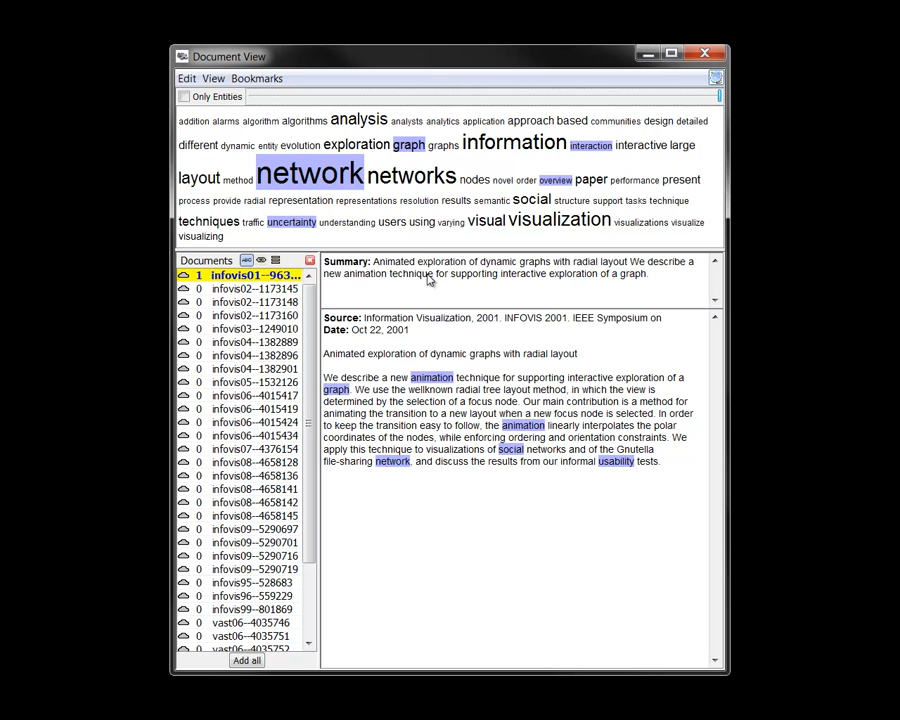 Document View
Edit View Bookmarks
Only Entities
addition alarms algorithm algorithms analysis analysts analytics application approach based communities design detailed
different dynamic entity evolution exploration graph graphs information interaction interactive large
layout method network networks nodes novel order overview paper performance present
process provide radial representation representations resolution results semantic social structure support tasks technique
techniques traffic uncertainty understanding users using varying visual visualization visualizations visualize
visualizing
Documents ABC
1 infovis01--963...
0 infovis02--1173145
0 infovis02--1173148
0 infovis02--1173160
0 infovis03--1249010
0 infovis04--1382889
0 infovis04--1382896
0 infovis04--1382901
0 infovis05--1532126
0 infovis06--4015417
0 infovis06--4015419
0 infovis06--4015424
0 infovis06--4015434
0 infovis07--4376154
0 infovis08--4658128
0 infovis08--4658136
0 infovis08--4658141
0 infovis08--4658142
0 infovis08--4658145
0 infovis09--5290697
0 infovis09--5290701
0 infovis09--5290716
0 infovis09--5290719
0 infovis95--528683
0 infovis96--559229
0 infovis99--801869
0 vast06--4035746
0 vast06--4035751
0 vast06--4035752
Add all
Summary: Animated exploration of dynamic graphs with radial layout We describe a
new animation technique for supporting interactive exploration of a graph.
Source: Information Visualization, 2001. INFOVIS 2001. IEEE Symposium on
Date: Oct 22, 2001
Animated exploration of dynamic graphs with radial layout
We describe a new animation technique for supporting interactive exploration of a
graph. We use the wellknown radial tree layout method, in which the view is
determined by the selection of a focus node. Our main contribution is a method for
animating the transition to a new layout when a new focus node is selected. In order
to keep the transition easy to follow, the animation linearly interpolates the polar
coordinates of the nodes, while enforcing ordering and orientation constraints. We
apply this technique to visualizations of social networks and of the Gnutella
file-sharing network, and discuss the results from our informal usability tests.